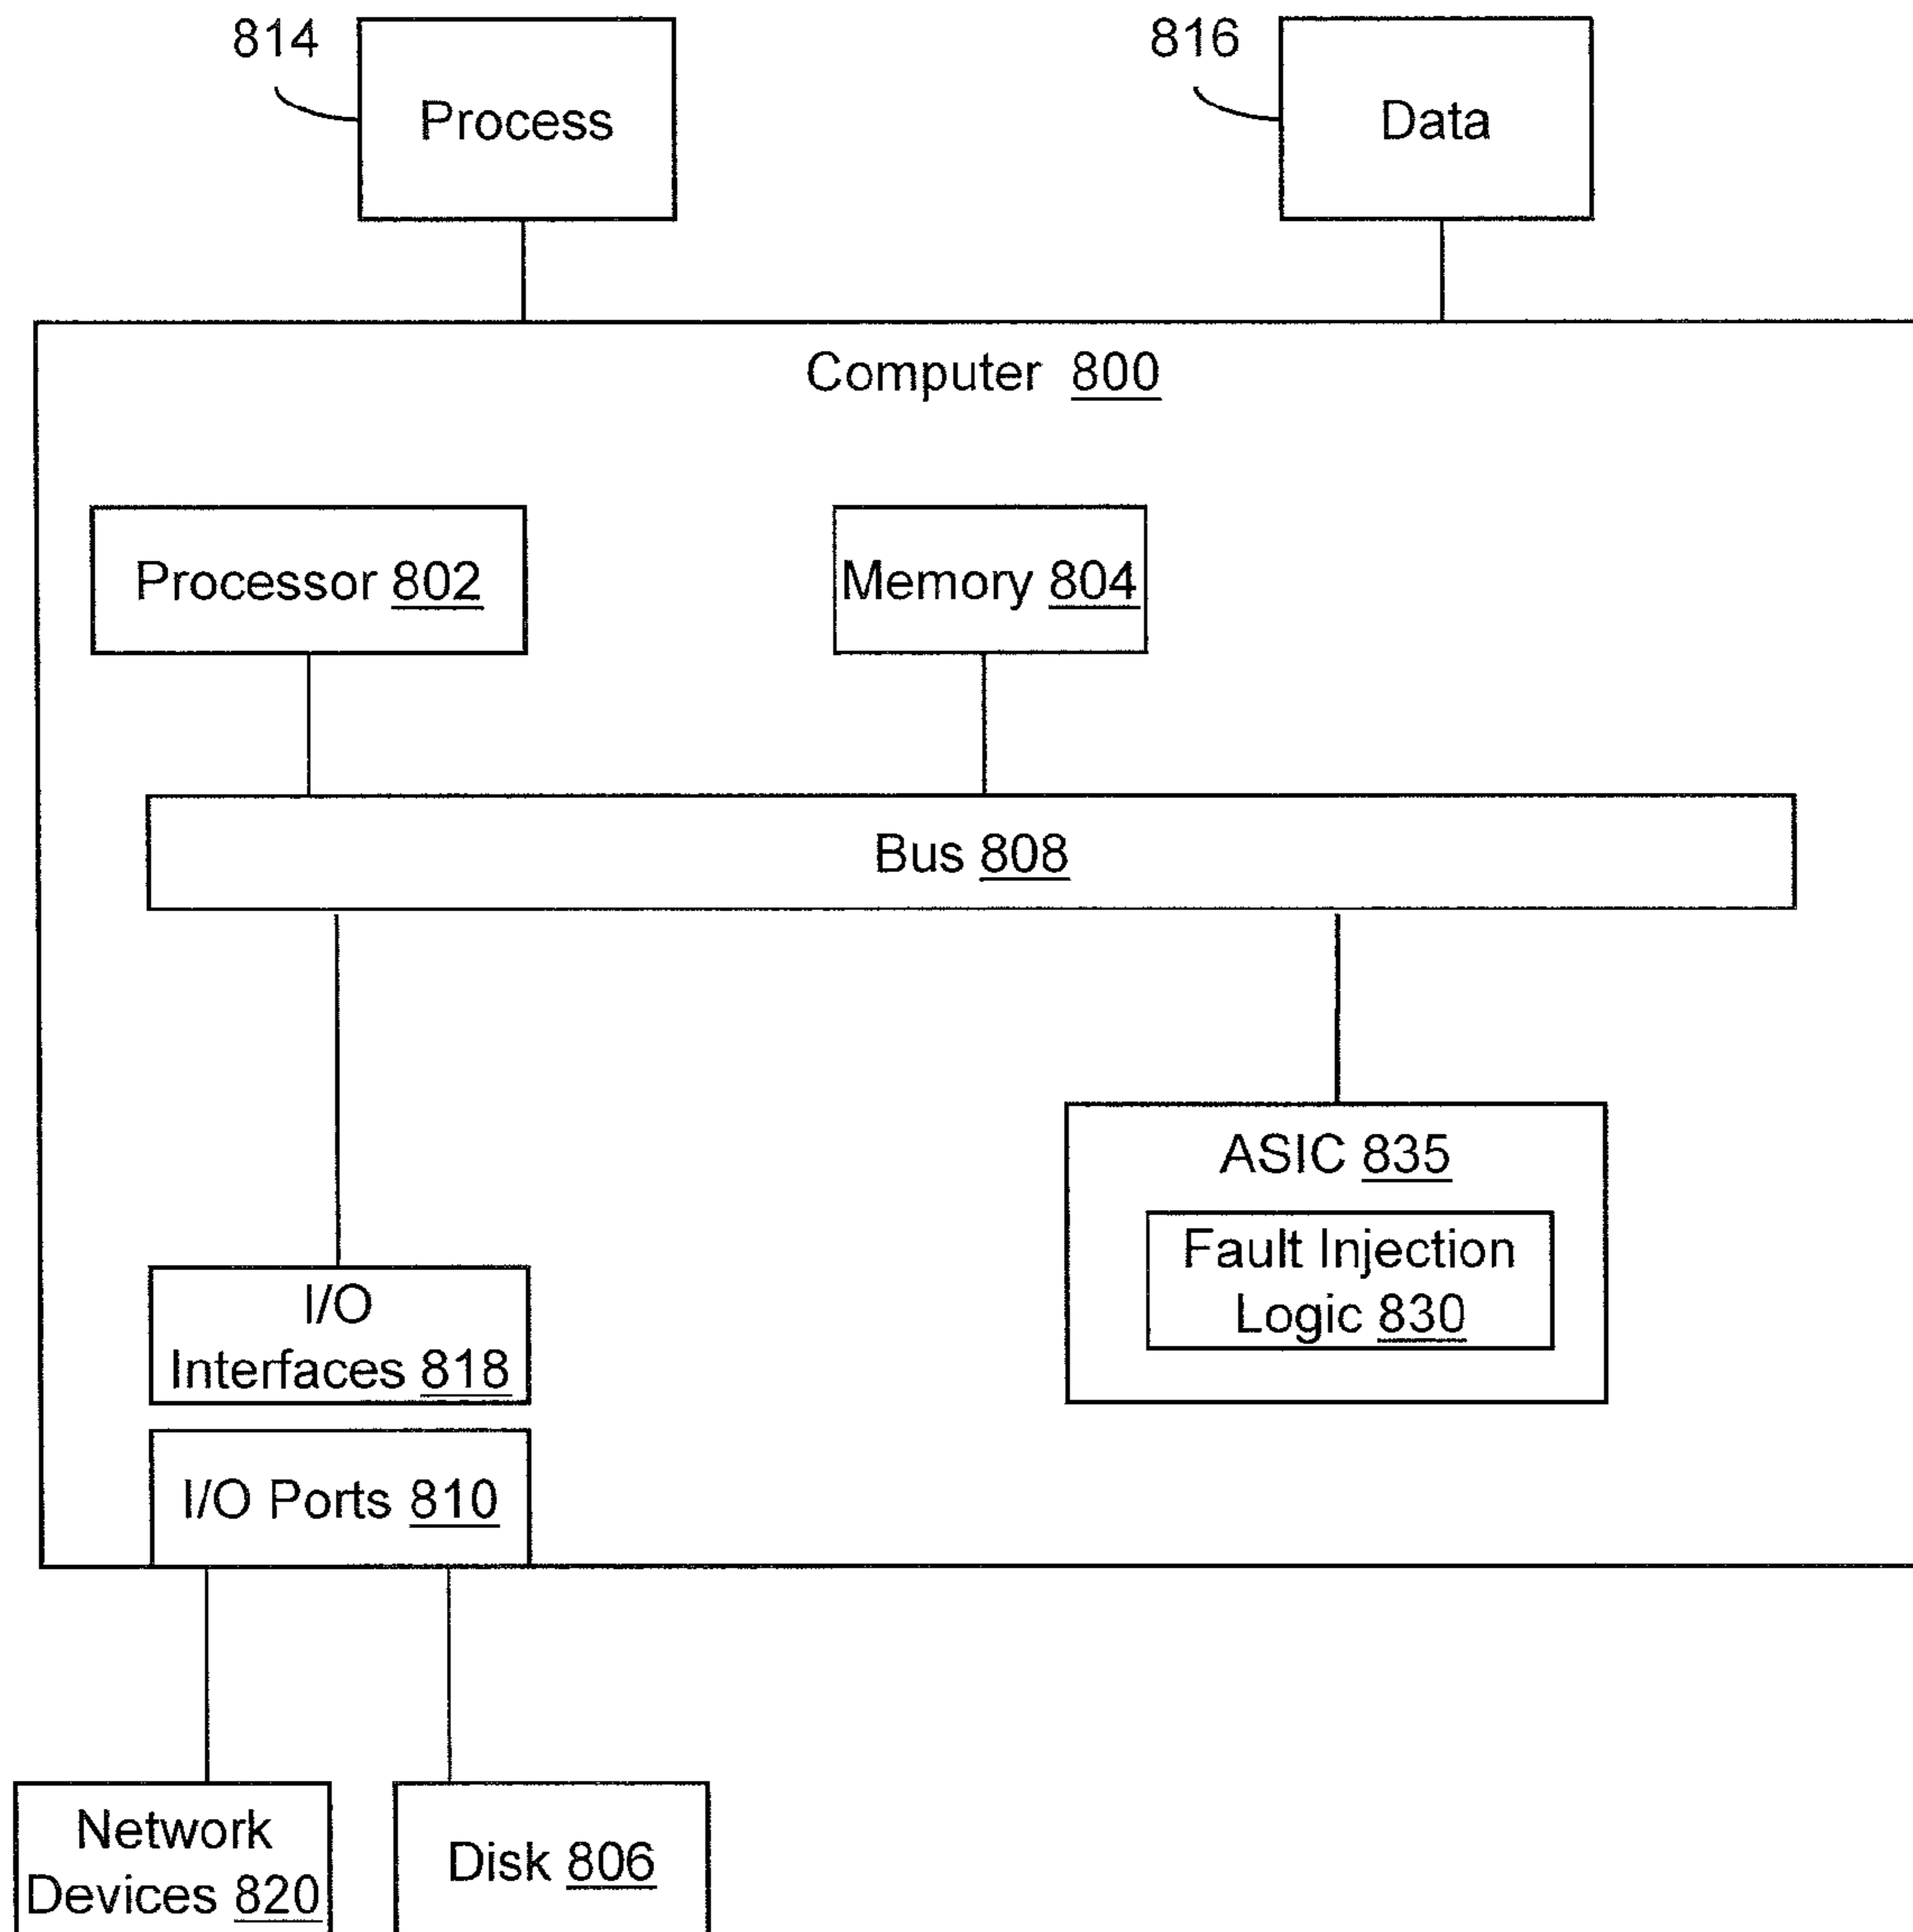 814
Process
816
Data
Computer 800
Processor 802
Memory 804
Bus 808
ASIC 835
Fault Injection
Logic 830
I/O
Interfaces 818
I/O Ports 810
Network
Devices 820
Disk 806